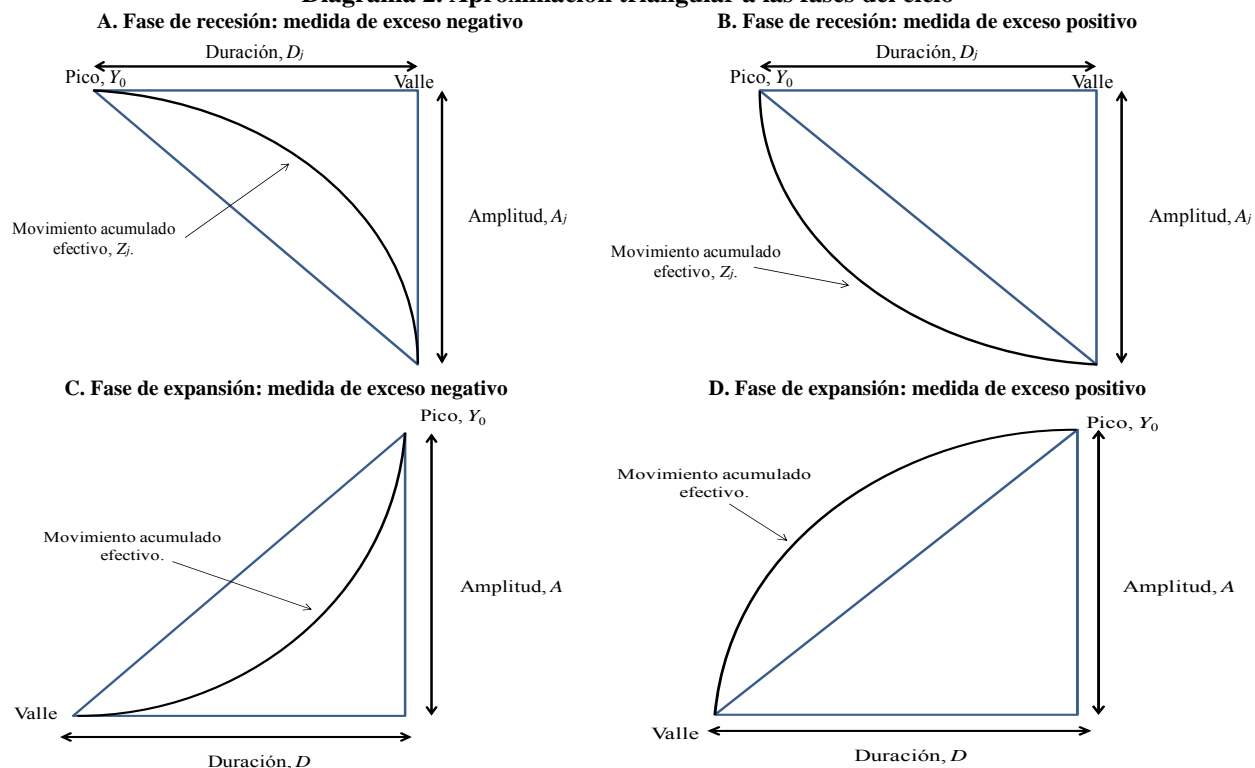 Diagrama 2. Aproximación triangular a las fases del ciclo
A. Fase de recesión: medida de exceso negativo
Duración, Dj
Pico, Y0
Valle
Movimiento acumulado
efectivo, Zj.
Amplitud, Aj
B. Fase de recesión: medida de exceso positivo
Duración, Dj
Pico, Y0
Valle
Movimiento acumulado
efectivo, Zj.
Amplitud, Aj
C. Fase de expansión: medida de exceso negativo
Pico, Y0
Movimiento acumulado
efectivo.
Amplitud, A
Valle
Duración, D
D. Fase de expansión: medida de exceso positivo
Pico, Y0
Movimiento acumulado
efectivo.
Amplitud, A
Valle
Duración, D